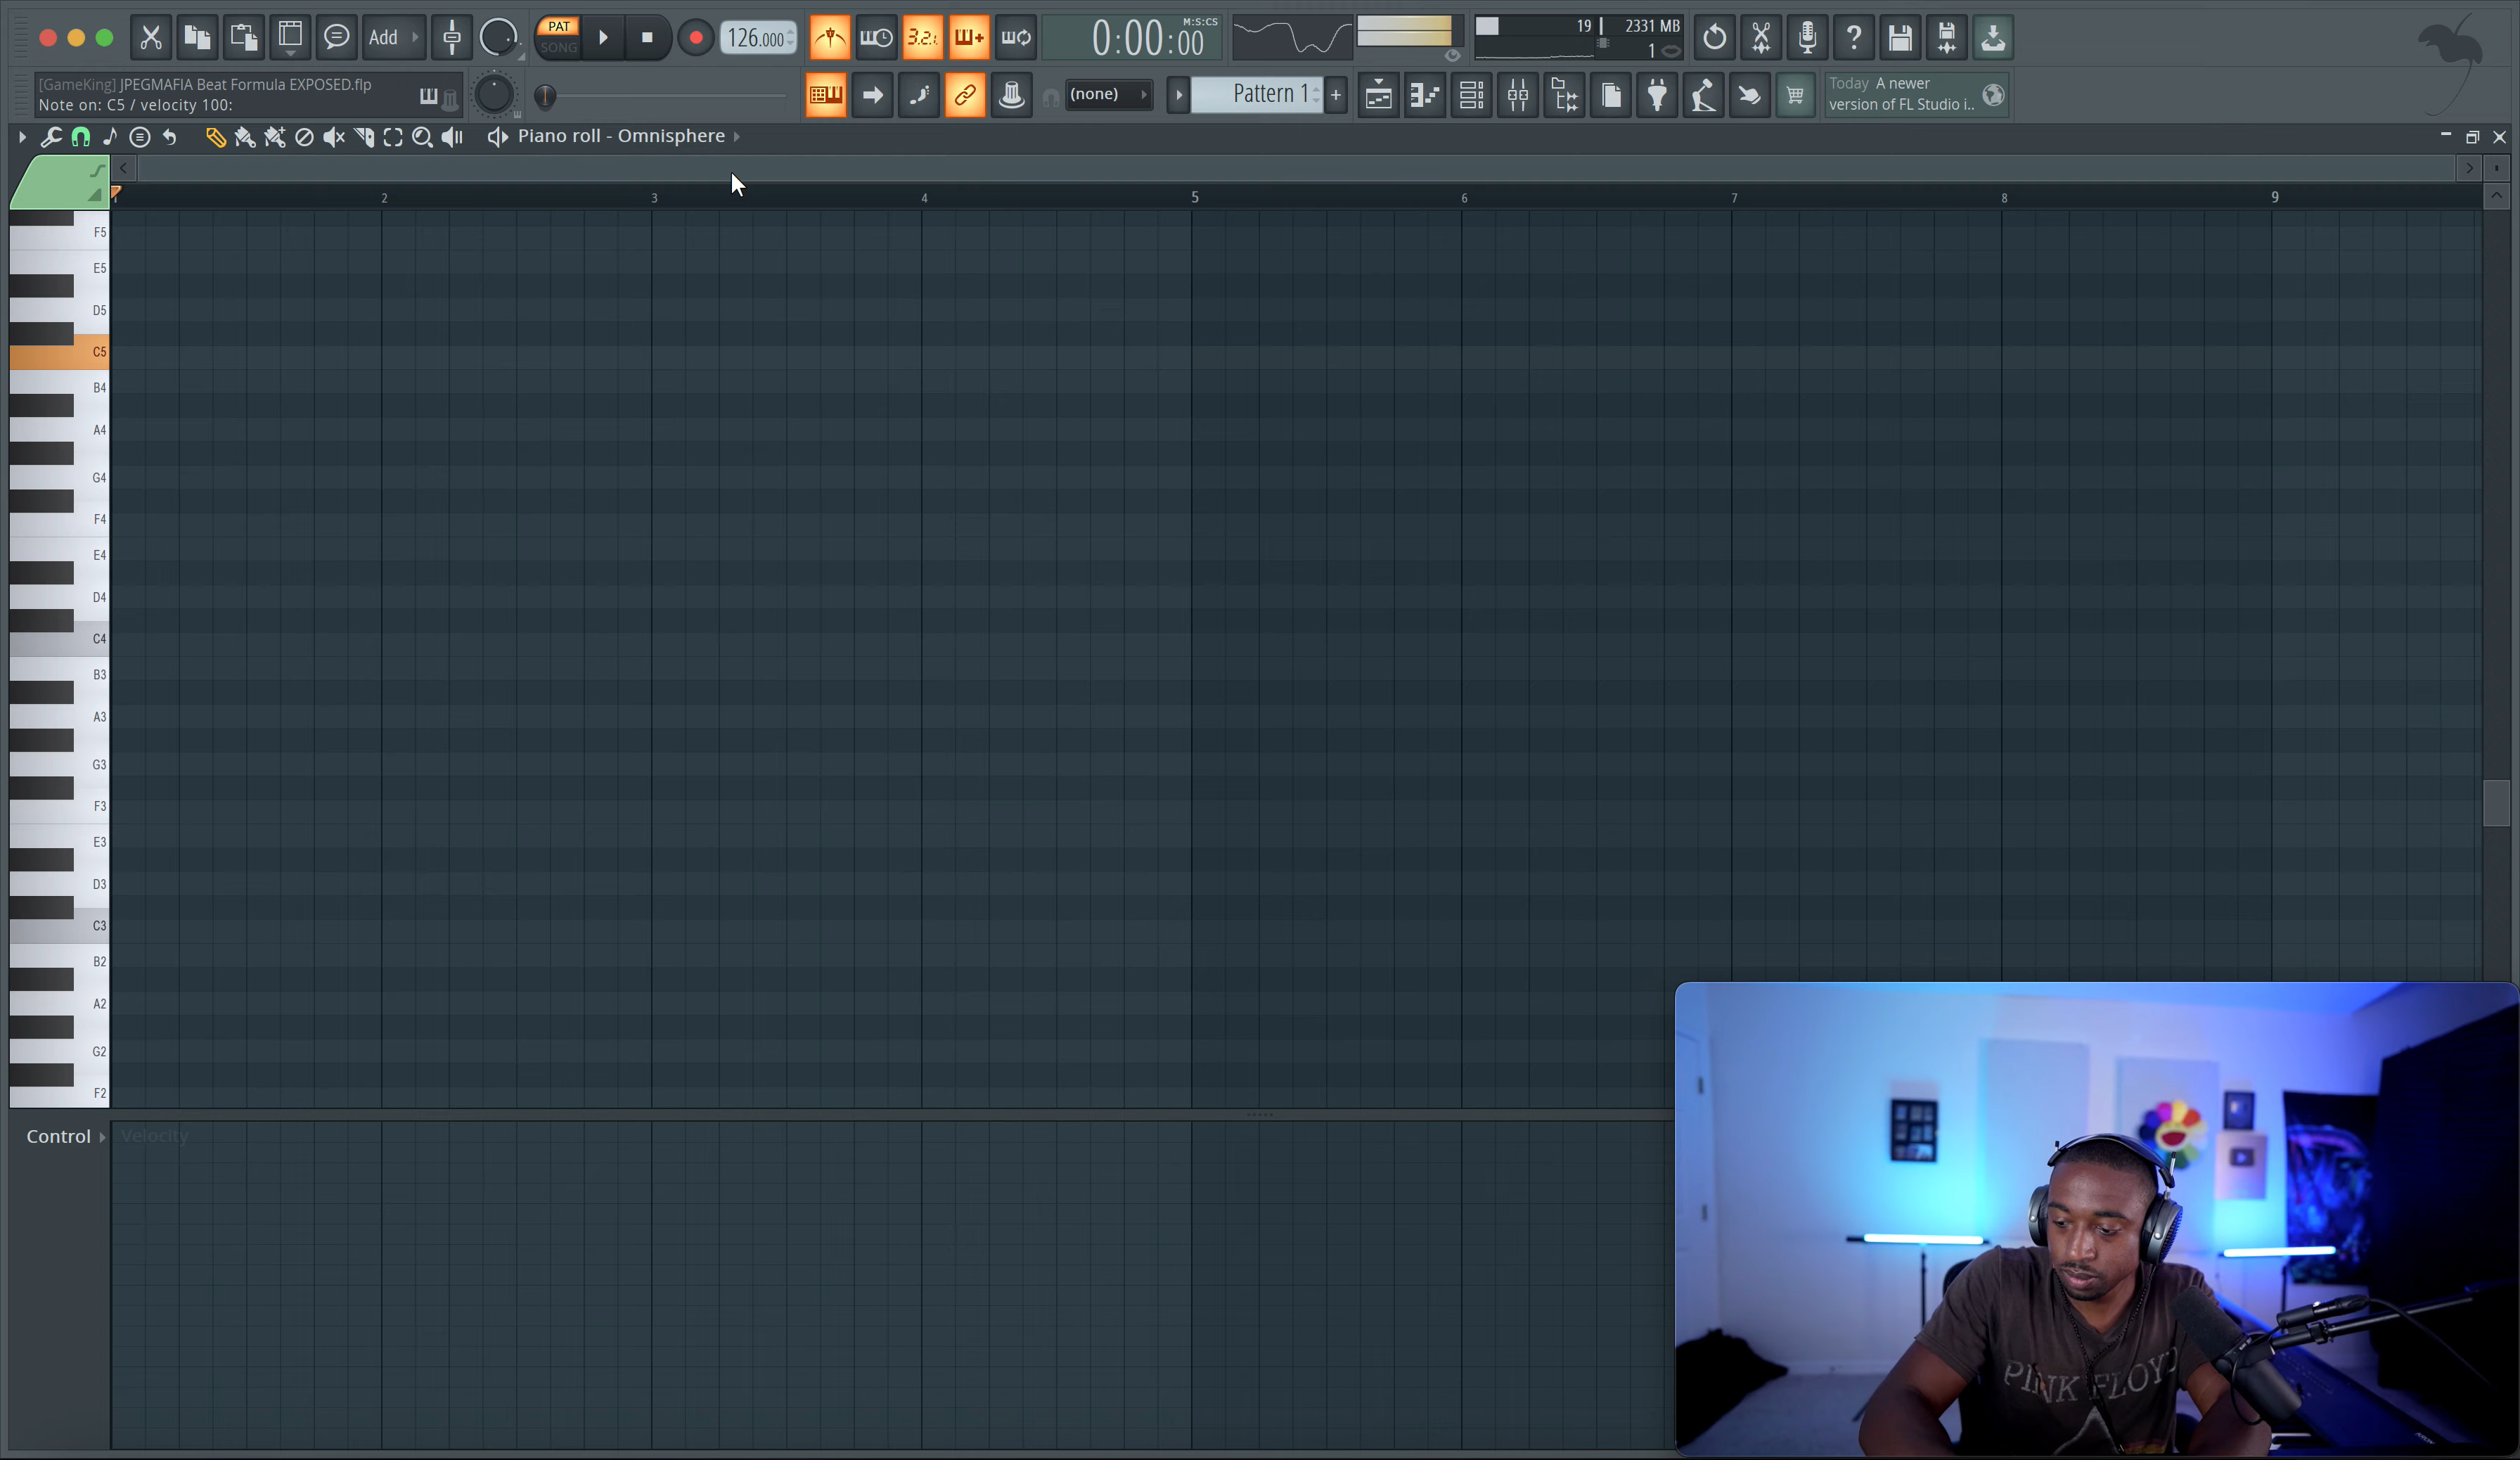 Add
PAT
SONG
126.000
3.2.1
M:S:CS
0:00:00
19
2331 MB
1
?
[GameKing] JPEGMAFIA Beat Formula EXPOSED.flp
Note on: C5 / velocity 100:
(none)
Pattern 1
+
Today A newer
version of FL Studio i..
Piano roll - Omnisphere
2
3
4
5
6
7
8
9
F5
E5
D5
C5
B4
A4
G4
F4
E4
D4
C4
B3
A3
G3
F3
E3
D3
C3
B2
A2
G2
F2
Control
Velocity
PINK FLOYD